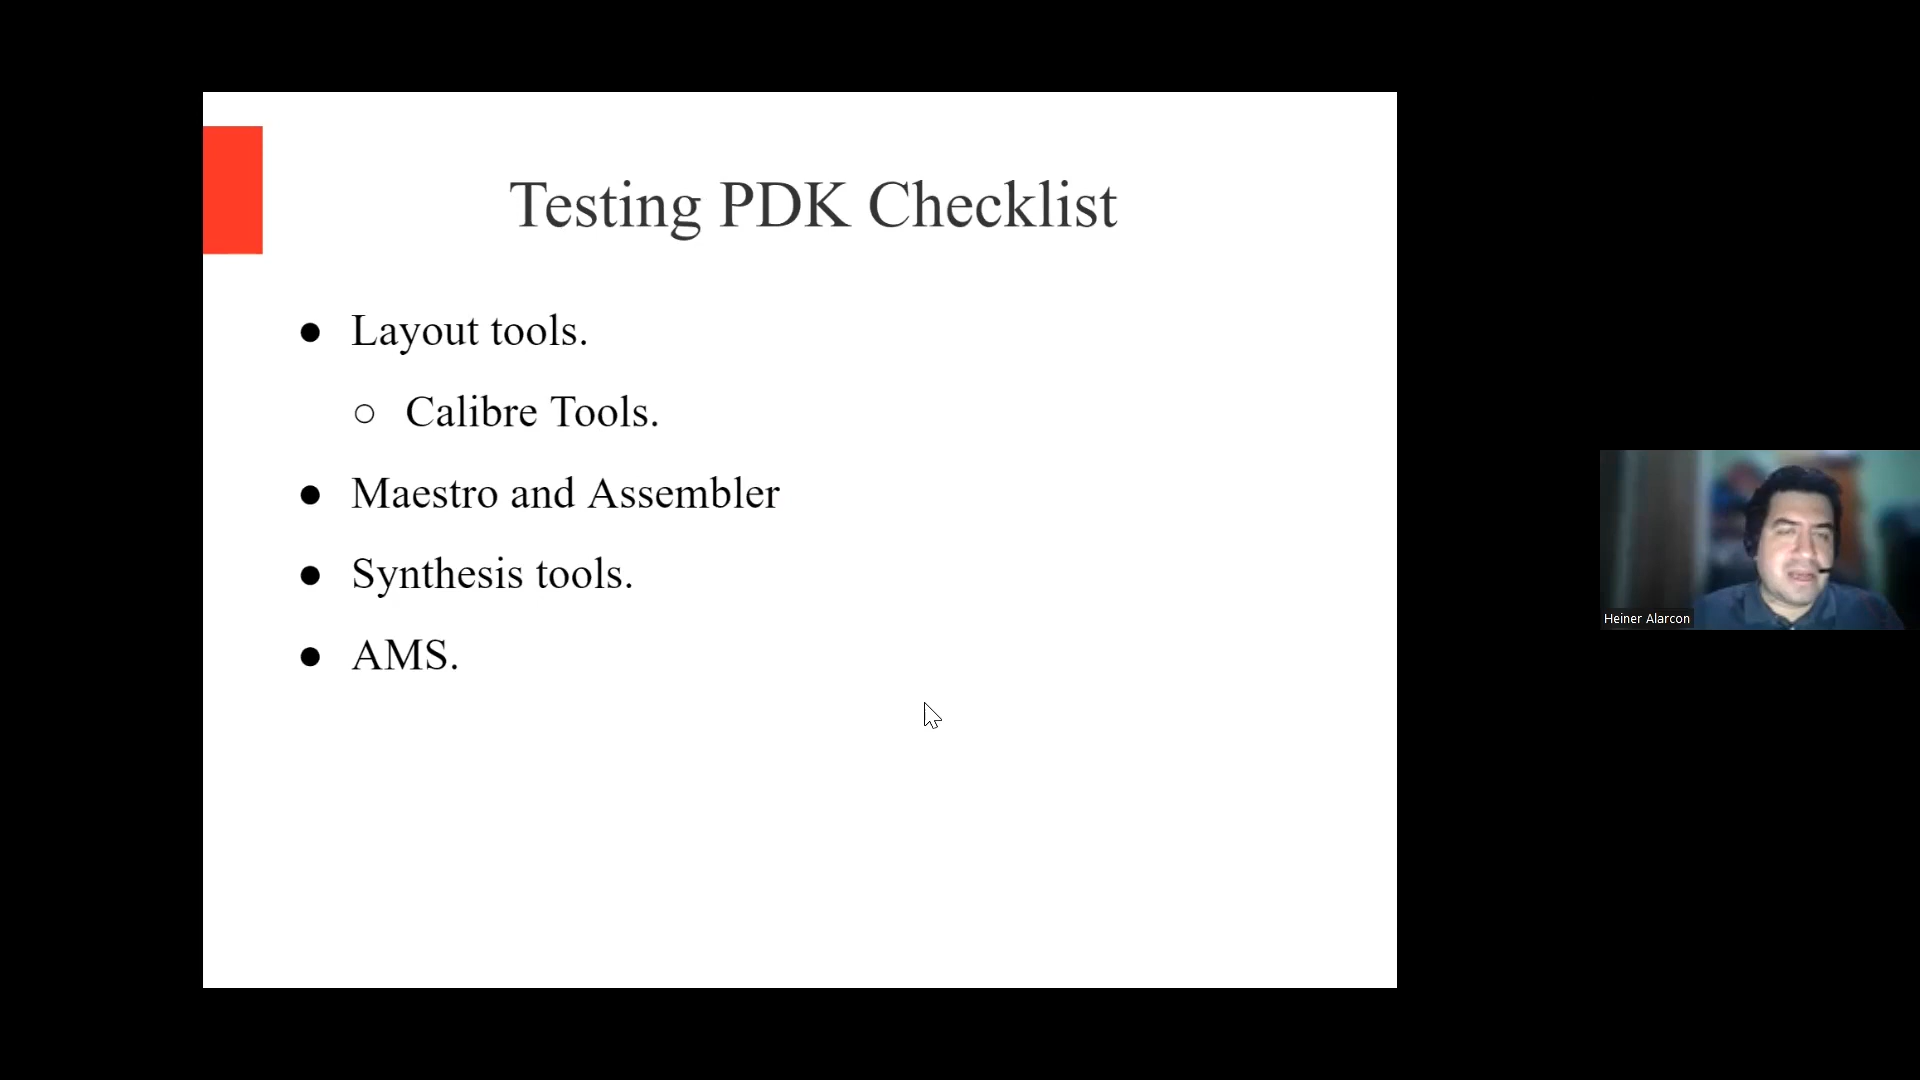 Testing PDK Checklist
● Layout tools.
○ Calibre Tools.
● Maestro and Assembler
● Synthesis tools.
● AMS.
Heiner Alarcon